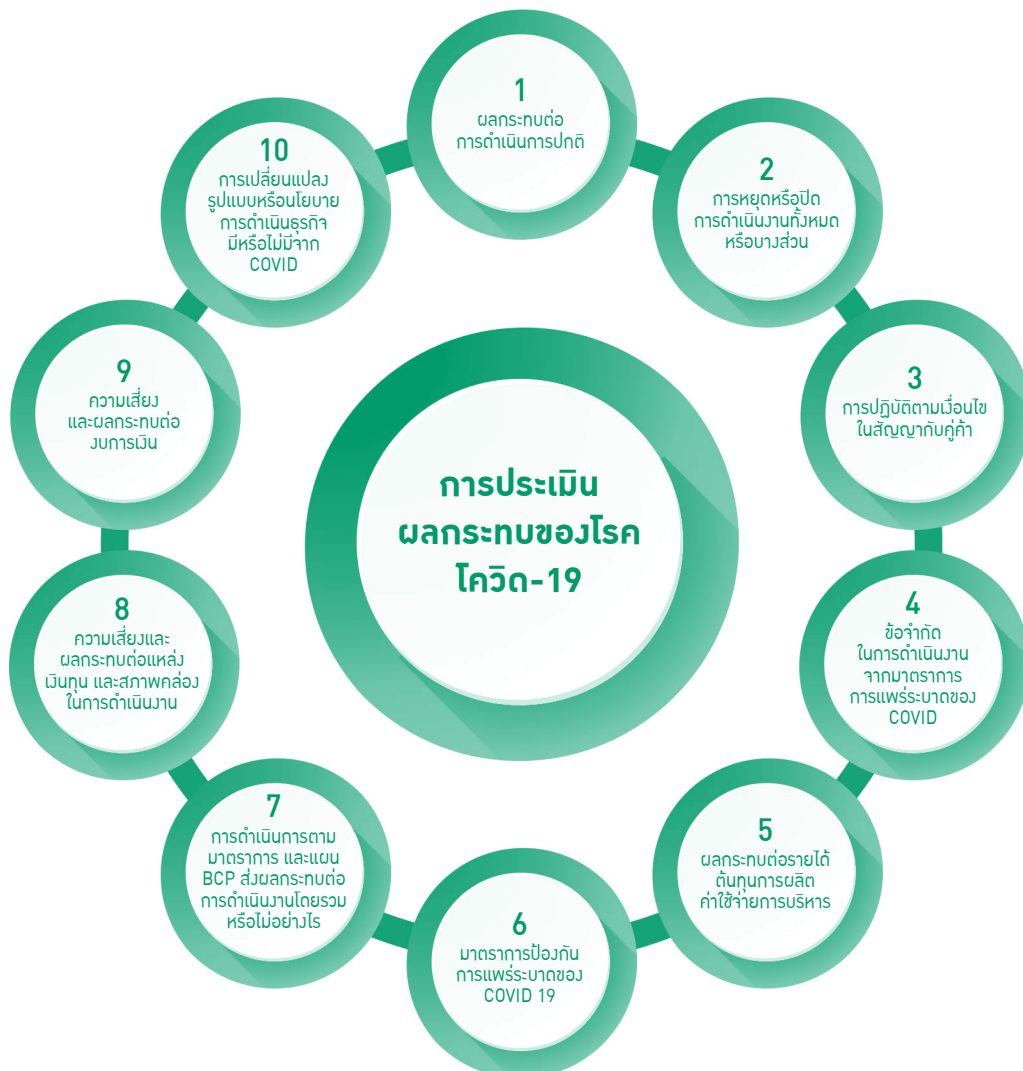 1
ผลกระทบต่อ
การดำเนินการปกติ
2
การหยุดหรือปิด
การดำเนินงานทั้งหมด
หรือบางส่วน
3
การปฏิบัติตามเงื่อนไข
ในสัญญากับคู่ค้า
4
ข้อจำกัด
ในการดำเนินงาน
จากมาตราการ
การแพร่ระบาดของ
COVID
5
ผลกระทบต่อรายได้
ต้นทุนการผลิต
ค่าใช้จ่ายการบริหาร
6
มาตราการป้องกัน
การแพร่ระบาดของ
COVID 19
7
การดำเนินการตาม
มาตราการ และแผน
BCP ส่งผลกระทบต่อ
การดำเนินงานโดยรวม
หรือไม่อย่างไร
8
ความเสี่ยงและ
ผลกระทบต่อแหล่ง
เงินทุน และสภาพคล่อง
ในการดำเนินงาน
9
ความเสี่ยง
และผลกระทบต่อ
งบการเงิน
10
การเปลี่ยนแปลง
รูปแบบหรือนโยบาย
การดำเนินธุรกิจ
มีหรือไม่มีจาก
COVID
การประเมิน
ผลกระทบของโรค
โควิด-19